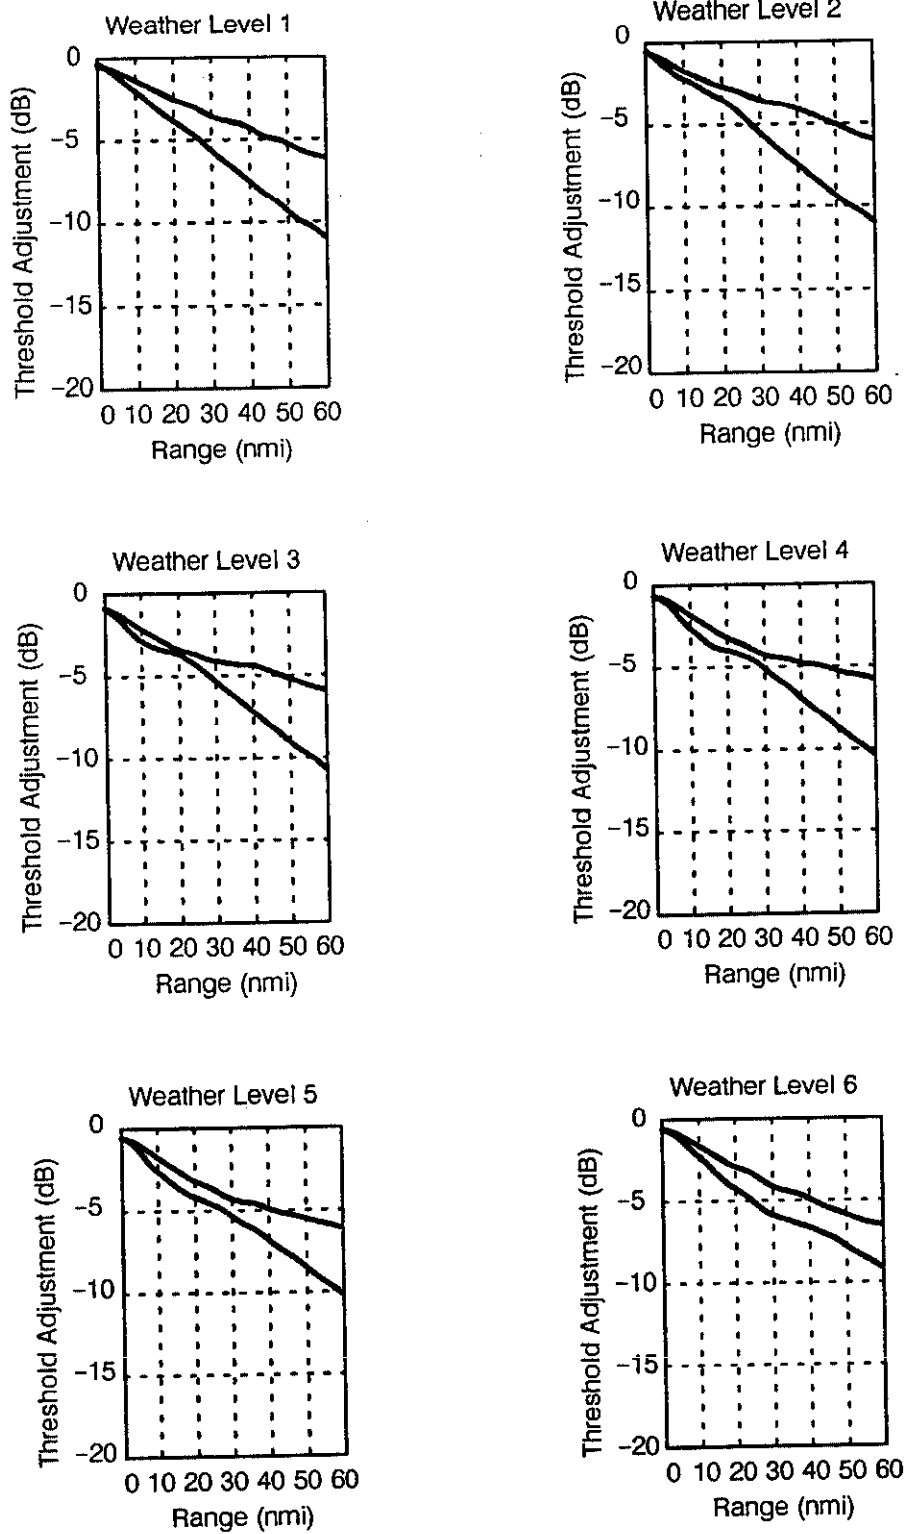 Weather Level 1
Threshold Adjustment (dB)
0
−5
−10
−15
−20
0 10 20 30 40 50 60
Range (nmi)
Weather Level 2
Threshold Adjustment (dB)
0
−5
−10
−15
−20
0 10 20 30 40 50 60
Range (nmi)
Weather Level 3
Threshold Adjustment (dB)
0
−5
−10
−15
−20
0 10 20 30 40 50 60
Range (nmi)
Weather Level 4
Threshold Adjustment (dB)
0
−5
−10
−15
−20
0 10 20 30 40 50 60
Range (nmi)
Weather Level 5
Threshold Adjustment (dB)
0
−5
−10
−15
−20
0 10 20 30 40 50 60
Range (nmi)
Weather Level 6
Threshold Adjustment (dB)
0
−5
−10
−15
−20
0 10 20 30 40 50 60
Range (nmi)